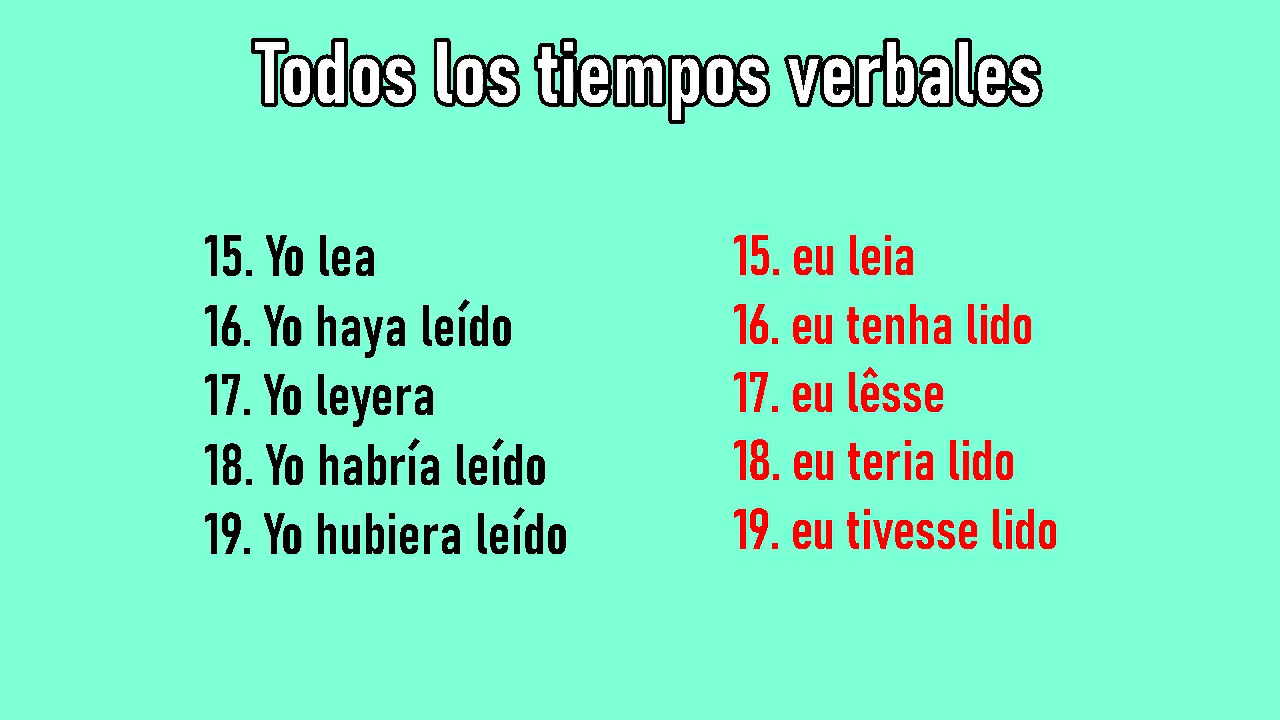 Todos los tiempos verbales
15. Yo lea
16. Yo haya leído
17. Yo leyera
18. Yo habría leído
19. Yo hubiera leído
15. eu leia
16. eu tenha lido
17. eu lêsse
18. eu teria lido
19. eu tivesse lido